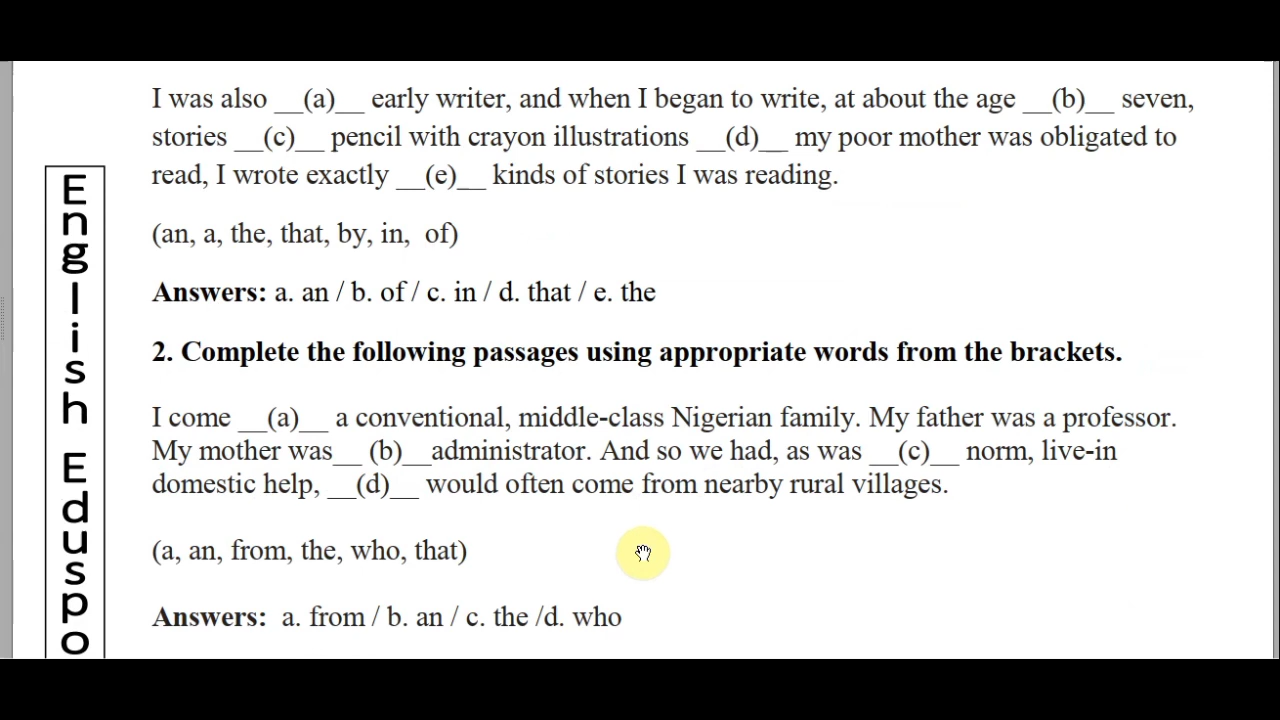 I was also __(a)__ early writer, and when I began to write, at about the age __(b)__ seven,
stories __(c)__ pencil with crayon illustrations __(d)__ my poor mother was obligated to
read, I wrote exactly __(e)__ kinds of stories I was reading.
(an, a, the, that, by, in, of)
Answers: a. an / b. of / c. in / d. that / e. the
2. Complete the following passages using appropriate words from the brackets.
I come __(a)__ a conventional, middle-class Nigerian family. My father was a professor.
My mother was__ (b)__administrator. And so we had, as was __(c)__ norm, live-in
domestic help, __(d)__ would often come from nearby rural villages.
(a, an, from, the, who, that)
Answers: a. from / b. an / c. the /d. who
English Eduspo